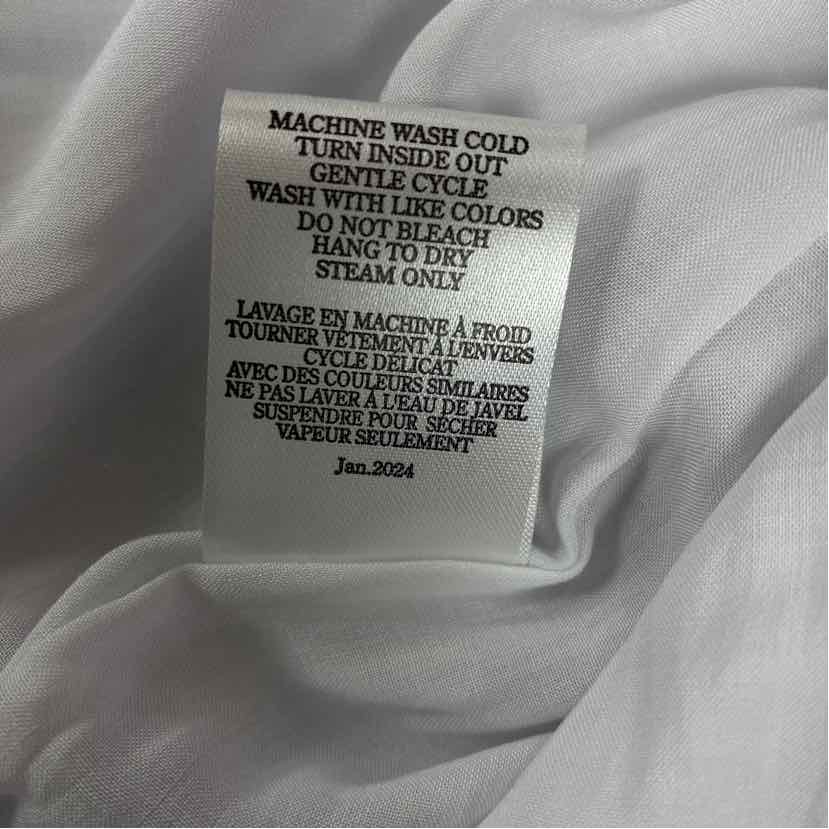 MACHINE WASH COLD
TURN INSIDE OUT
GENTLE CYCLE
WASH WITH LIKE COLORS
DO NOT BLEACH
HANG TO DRY
STEAM ONLY
LAVAGE EN MACHINE À FROID
TOURNER VÊTEMENT À L'ENVERS
CYCLE DÉLICAT
AVEC DES COULEURS SIMILAIRES
NE PAS LAVER À L'EAU DE JAVEL
SUSPENDRE POUR SÉCHER
VAPEUR SEULEMENT
Jan.2024